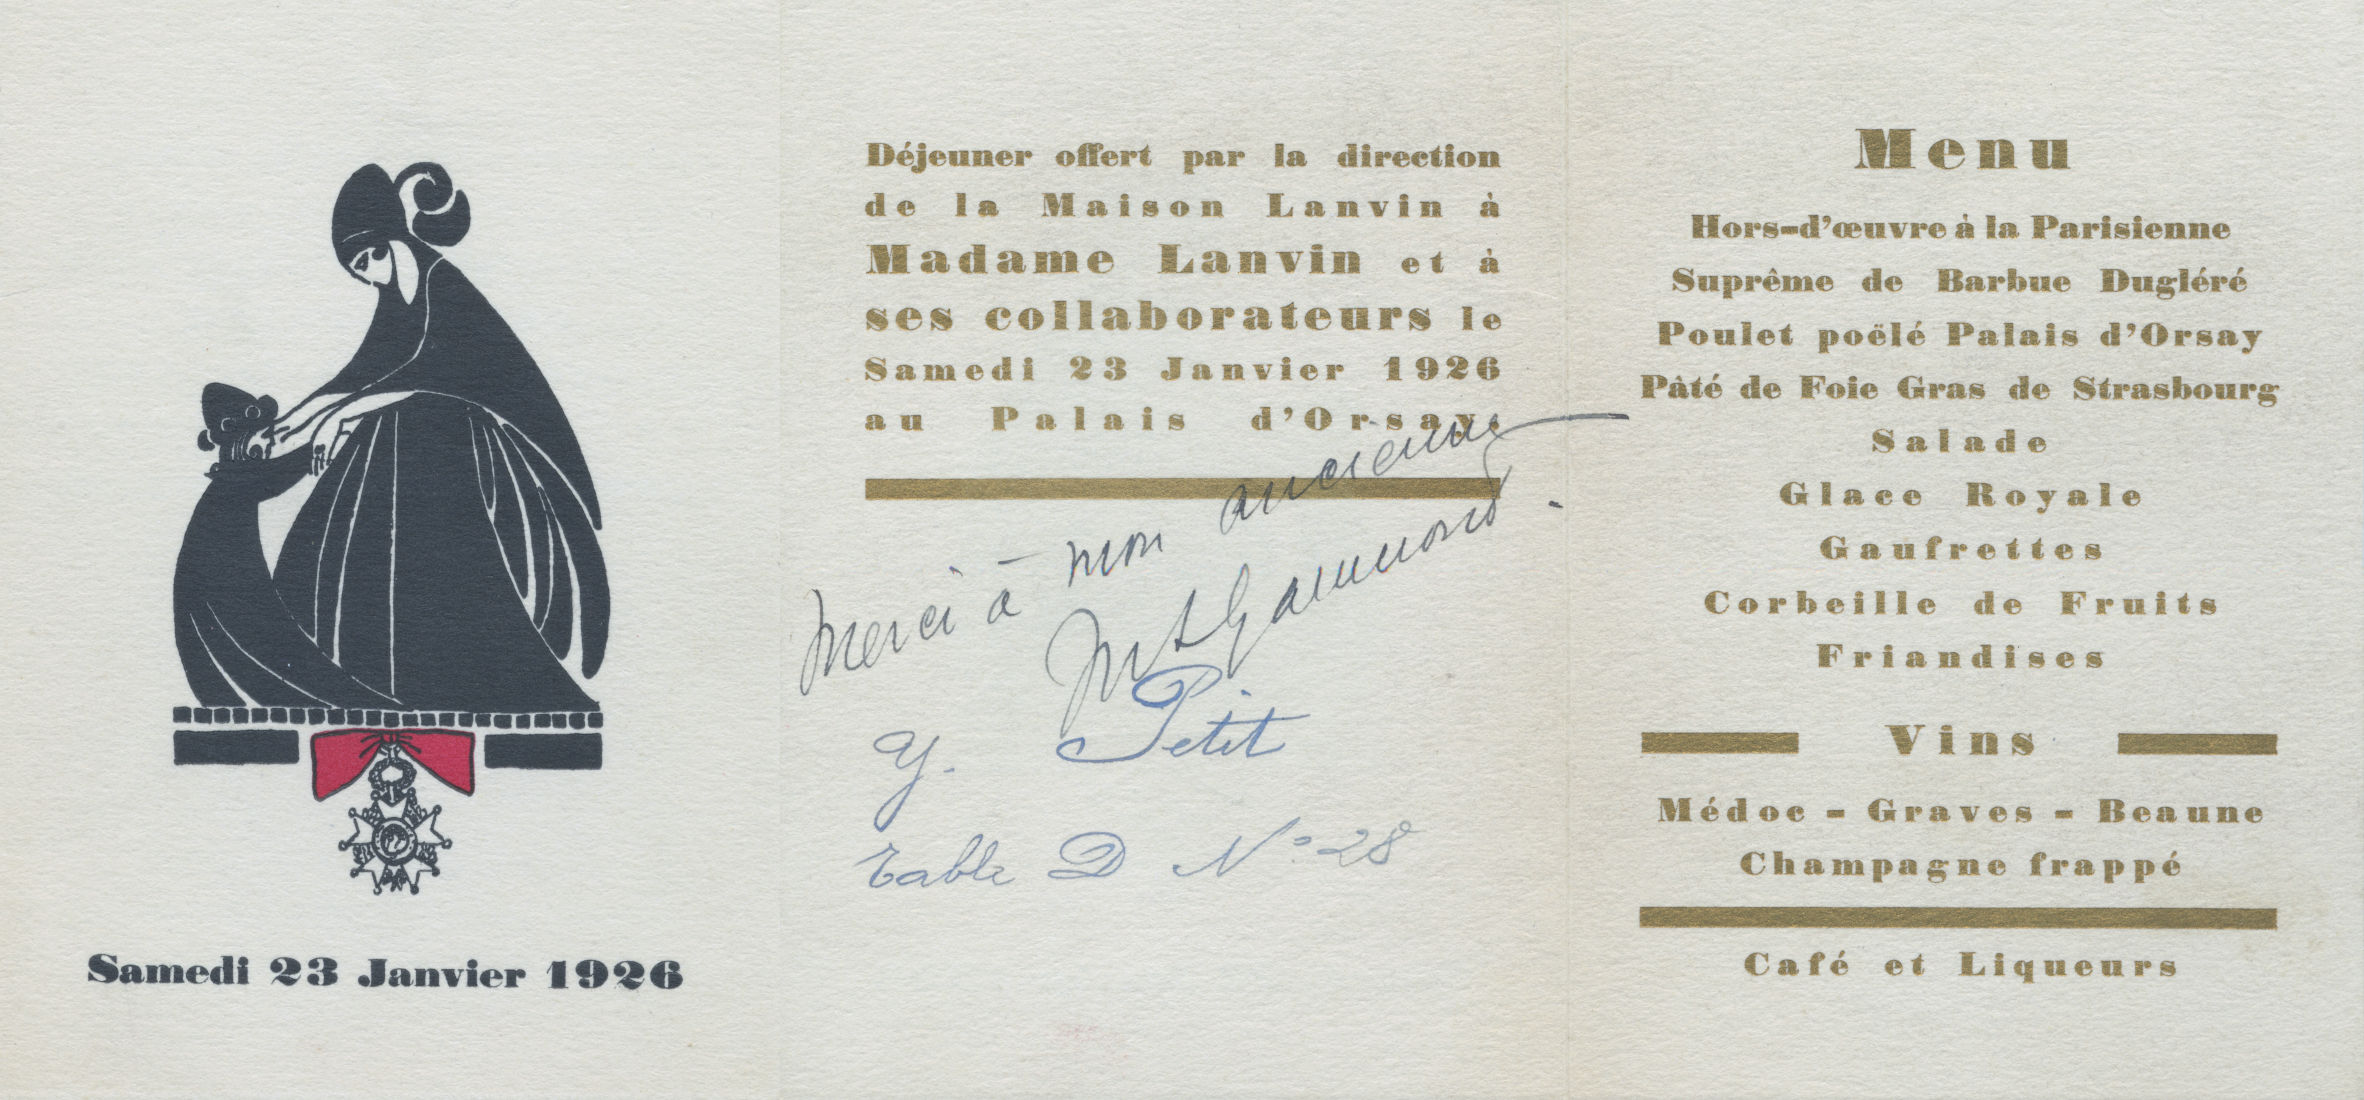 Samedi 23 Janvier 1926
Déjeuner offert par la direction
de la Maison Lanvin à
Madame Lanvin et à
ses collaborateurs le
Samedi 23 Janvier 1926
au Palais d'Orsay.
Merci à mon ancienne
Y. Petit
Table D N° 28
Menu
Hors-d'œuvre à la Parisienne
Suprême de Barbue Dugléré
Poulet poëlé Palais d'Orsay
Pâté de Foie Gras de Strasbourg
Salade
Glace Royale
Gaufrettes
Corbeille de Fruits
Friandises
Vins
Médoc - Graves - Beaune
Champagne frappé
Café et Liqueurs